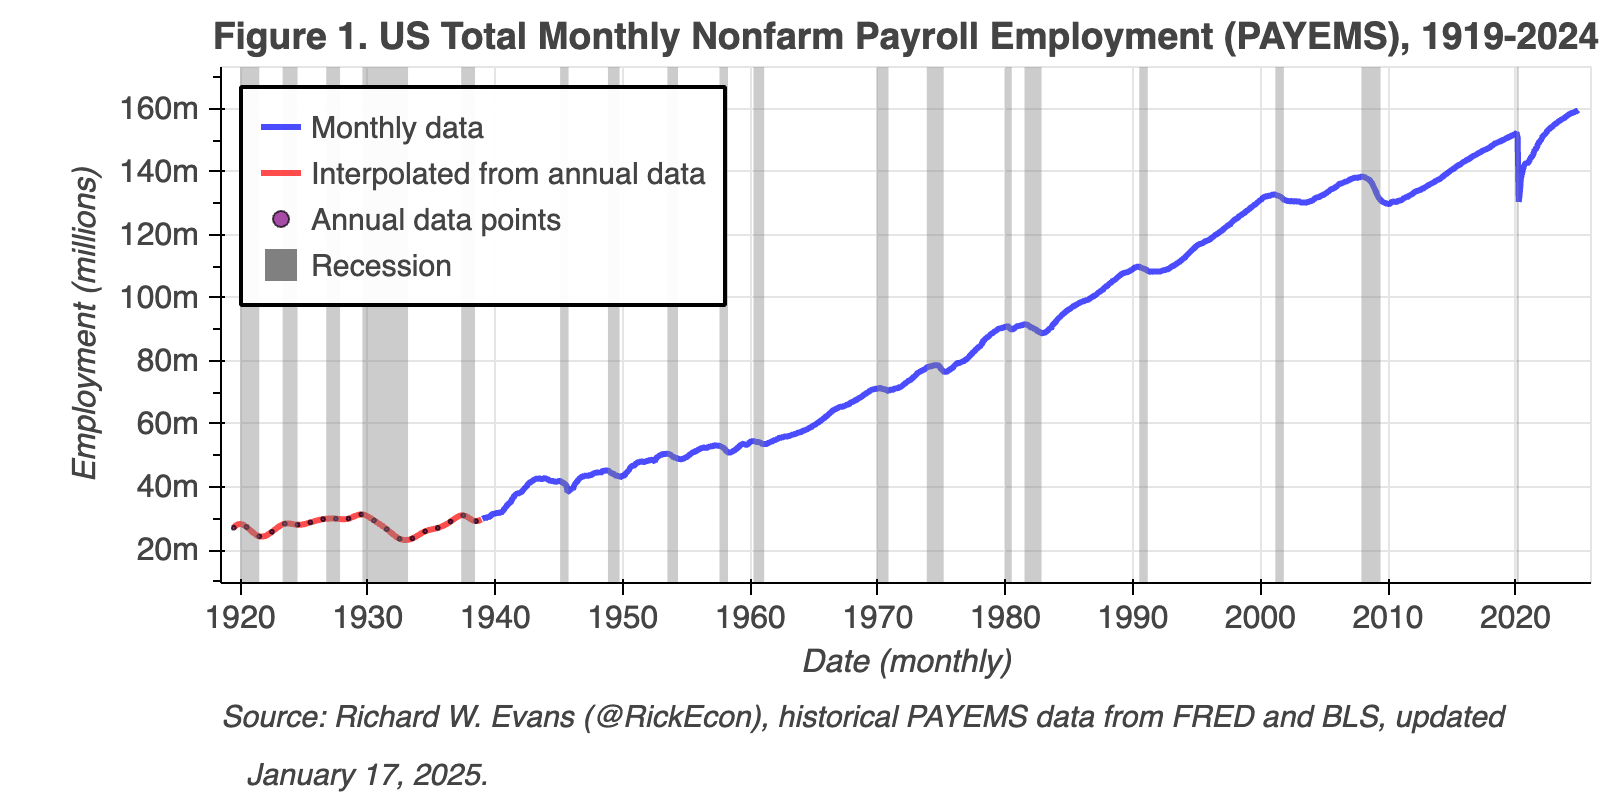 Figure 1. US Total Monthly Nonfarm Payroll Employment (PAYEMS), 1919-2024
Monthly data
Interpolated from annual data
Annual data points
Recession
Employment (millions)
160m
140m
120m
100m
80m
60m
40m
20m
1920 1930 1940 1950 1960 1970 1980 1990 2000 2010 2020
Date (monthly)
Source: Richard W. Evans (@RickEcon), historical PAYEMS data from FRED and BLS, updated
January 17, 2025.